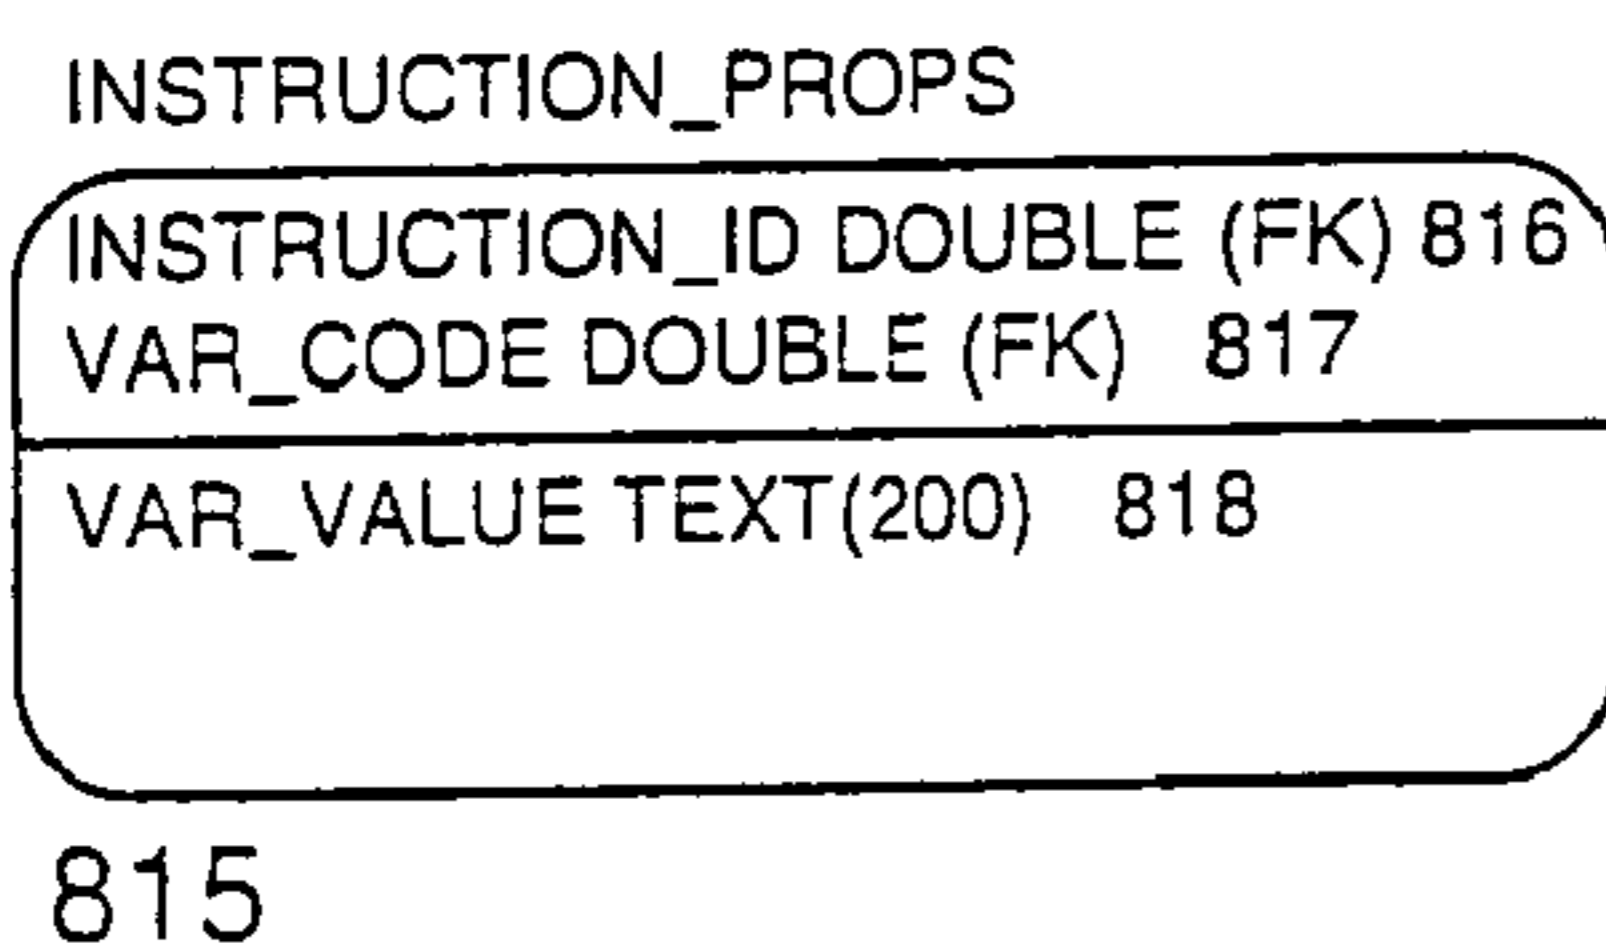 INSTRUCTION_PROPS
INSTRUCTION_ID DOUBLE (FK) 816
VAR_CODE DOUBLE (FK) 817
VAR_VALUE TEXT(200) 818
815